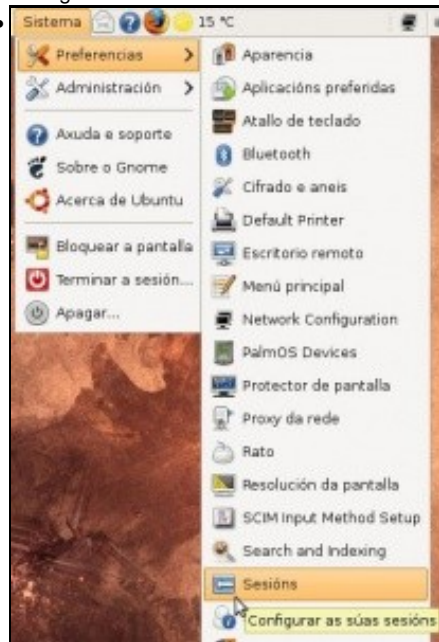 Sistema
15 °C
Preferencias
Administración
Axuda e soporte
Sobre o Gnome
Acerca de Ubuntu
Bloquear a pantalla
Terminar a sesión...
Apagar...
Aparencia
Aplicacións preferidas
Atallo de teclado
Bluetooth
Cifrado e aneis
Default Printer
Escritorio remoto
Menú principal
Network Configuration
PalmOS Devices
Protector de pantalla
Proxy da rede
Rato
Resolución da pantalla
SCIM Input Method Setup
Search and Indexing
Sesións
Configurar as súas sesións